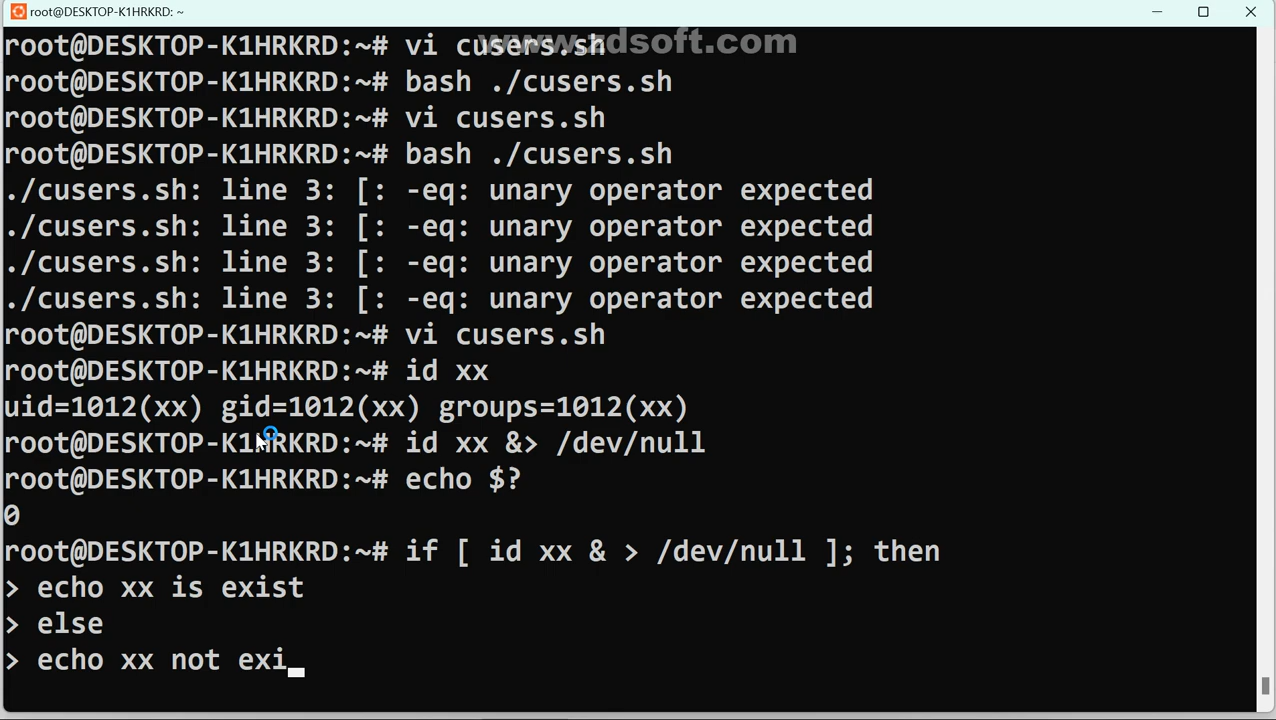 root@DESKTOP-K1HRKRD: ~
www.zdsoft.com
root@DESKTOP-K1HRKRD:~# vi cusers.sh
root@DESKTOP-K1HRKRD:~# bash ./cusers.sh
root@DESKTOP-K1HRKRD:~# vi cusers.sh
root@DESKTOP-K1HRKRD:~# bash ./cusers.sh
./cusers.sh: line 3: [: -eq: unary operator expected
./cusers.sh: line 3: [: -eq: unary operator expected
./cusers.sh: line 3: [: -eq: unary operator expected
./cusers.sh: line 3: [: -eq: unary operator expected
root@DESKTOP-K1HRKRD:~# vi cusers.sh
root@DESKTOP-K1HRKRD:~# id xx
uid=1012(xx) gid=1012(xx) groups=1012(xx)
root@DESKTOP-K1HRKRD:~# id xx &> /dev/null
root@DESKTOP-K1HRKRD:~# echo $?
0
root@DESKTOP-K1HRKRD:~# if [ id xx & > /dev/null ]; then
> echo xx is exist
> else
> echo xx not exi